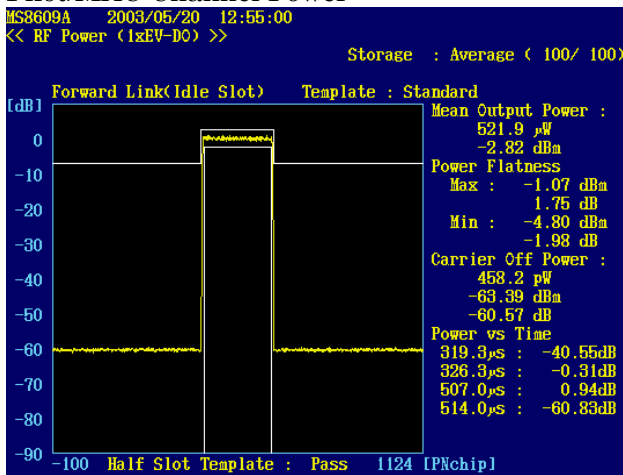 MS8609A 2003/05/20 12:55:00
<< RF Power (1xEV-DO) >>
Storage : Average ( 100/ 100)
Forward Link(Idle Slot) Template : Standard
[dB]
Mean Output Power :
521.9 µW
-2.82 dBm
Power Flatness
Max : -1.07 dBm
1.75 dB
Min : -4.80 dBm
-1.98 dB
Carrier Off Power :
458.2 pW
-63.39 dBm
-60.57 dB
Power vs Time
319.3µs : -40.55dB
326.3µs : -0.31dB
507.0µs : 0.94dB
514.0µs : -60.83dB
0
-10
-20
-30
-40
-50
-60
-70
-80
-90
-100 Half Slot Template : Pass 1124 [PNchip]